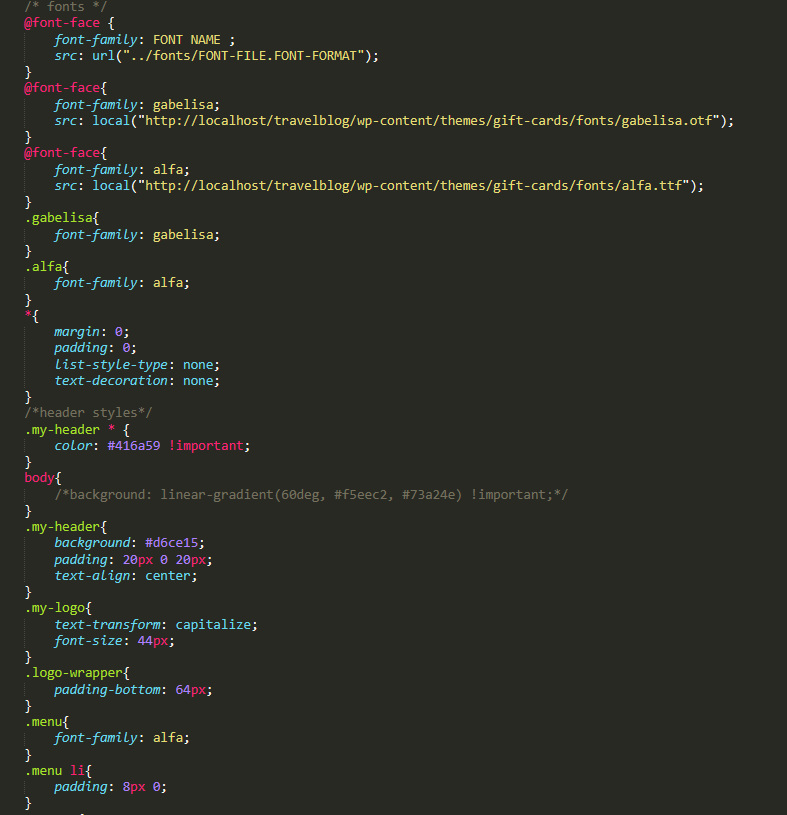 /* fonts */
@font-face {
    font-family: FONT NAME ;
    src: url("../fonts/FONT-FILE.FONT-FORMAT");
}
@font-face{
    font-family: gabelisa;
    src: local("http://localhost/travelblog/wp-content/themes/gift-cards/fonts/gabelisa.otf");
}
@font-face{
    font-family: alfa;
    src: local("http://localhost/travelblog/wp-content/themes/gift-cards/fonts/alfa.ttf");
}
.gabelisa{
    font-family: gabelisa;
}
.alfa{
    font-family: alfa;
}
*{
    margin: 0;
    padding: 0;
    list-style-type: none;
    text-decoration: none;
}
/*header styles*/
.my-header * {
    color: #416a59 !important;
}
body{
    /*background: linear-gradient(60deg, #f5eec2, #73a24e) !important;*/
}
.my-header{
    background: #d6ce15;
    padding: 20px 0 20px;
    text-align: center;
}
.my-logo{
    text-transform: capitalize;
    font-size: 44px;
}
.logo-wrapper{
    padding-bottom: 64px;
}
.menu{
    font-family: alfa;
}
.menu li{
    padding: 8px 0;
}